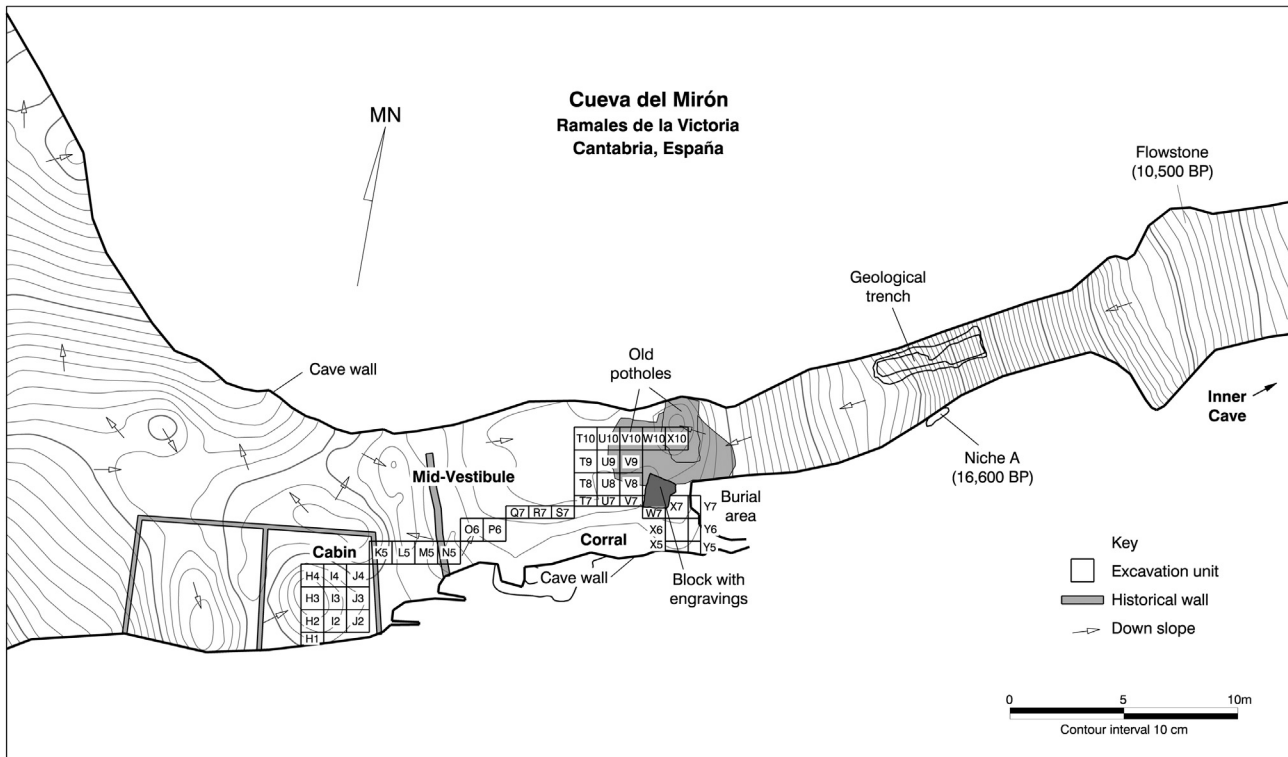 Cueva del Mirón
Ramales de la Victoria
Cantabria, España
MN
Flowstone
(10,500 BP)
Geological
trench
Old
potholes
Cave wall
Inner
Cave
Niche A
(16,600 BP)
Mid-Vestibule
T10 U10 V10 W10 X10
T9 U9 V9
T8 U8 V8
T7 U7 V7
W7 X7 Y7
Burial
area
Q7 R7 S7
O6 P6
X6 Y6
Corral
X5 Y5
Cabin
K5 L5 M5 N5
Cave wall
Block with
engravings
H4 I4 J4
H3 I3 J3
H2 I2 J2
H1
Key
Excavation unit
Historical wall
Down slope
0 5 10m
Contour interval 10 cm